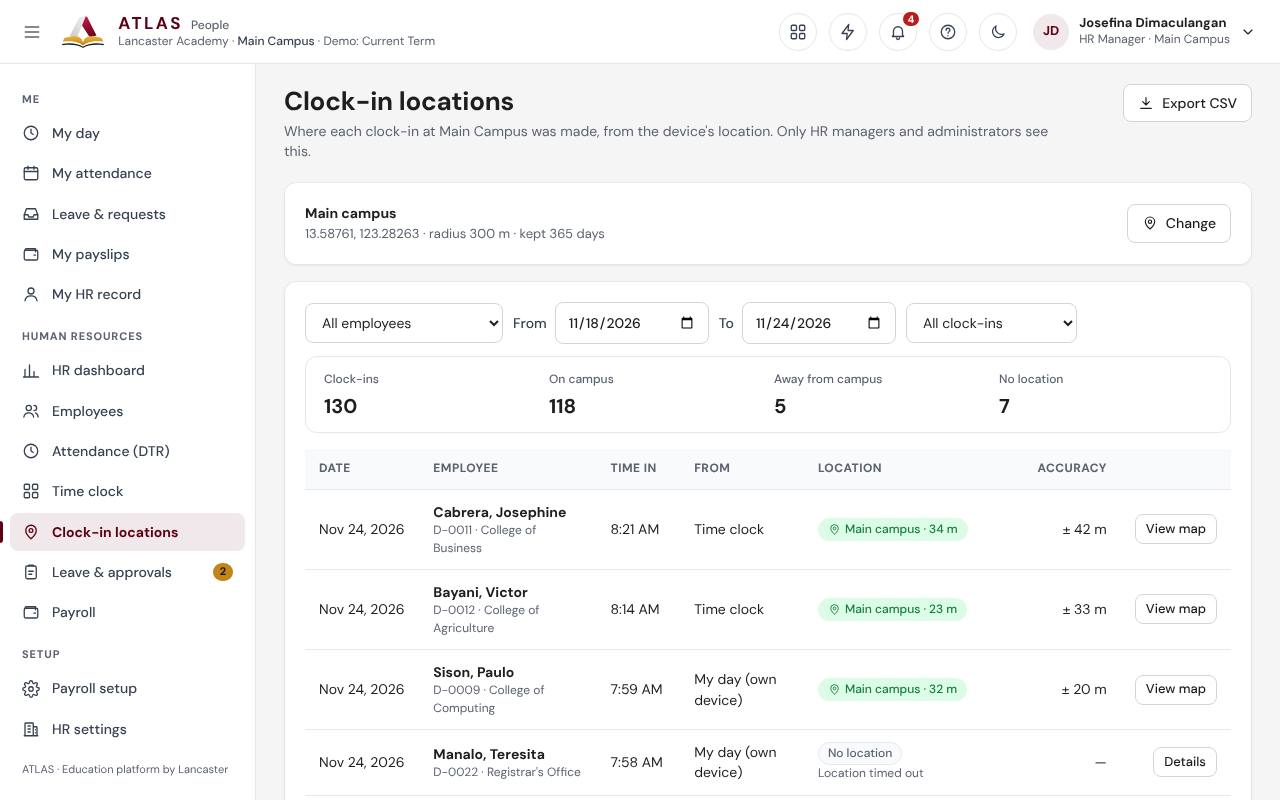 ATLAS People
Lancaster Academy · Main Campus · Demo: Current Term
4
JD
Josefina Dimaculangan
HR Manager · Main Campus
ME
My day
My attendance
Leave & requests
My payslips
My HR record
HUMAN RESOURCES
HR dashboard
Employees
Attendance (DTR)
Time clock
Clock-in locations
Leave & approvals 2
Payroll
SETUP
Payroll setup
HR settings
ATLAS · Education platform by Lancaster
Clock-in locations
Export CSV
Where each clock-in at Main Campus was made, from the device's location. Only HR managers and administrators see
this.
Main campus
13.58761, 123.28263 · radius 300 m · kept 365 days
Change
All employees From 11/18/2026 To 11/24/2026 All clock-ins
Clock-ins On campus Away from campus No location
130 118 5 7
DATE EMPLOYEE TIME IN FROM LOCATION ACCURACY
Nov 24, 2026 Cabrera, Josephine 8:21 AM Time clock Main campus · 34 m ± 42 m View map
D-0011 · College of
Business
Nov 24, 2026 Bayani, Victor 8:14 AM Time clock Main campus · 23 m ± 33 m View map
D-0012 · College of
Agriculture
Nov 24, 2026 Sison, Paulo 7:59 AM My day (own Main campus · 32 m ± 20 m View map
D-0009 · College of device)
Computing
Nov 24, 2026 Manalo, Teresita 7:58 AM My day (own No location — Details
D-0022 · Registrar's Office device) Location timed out